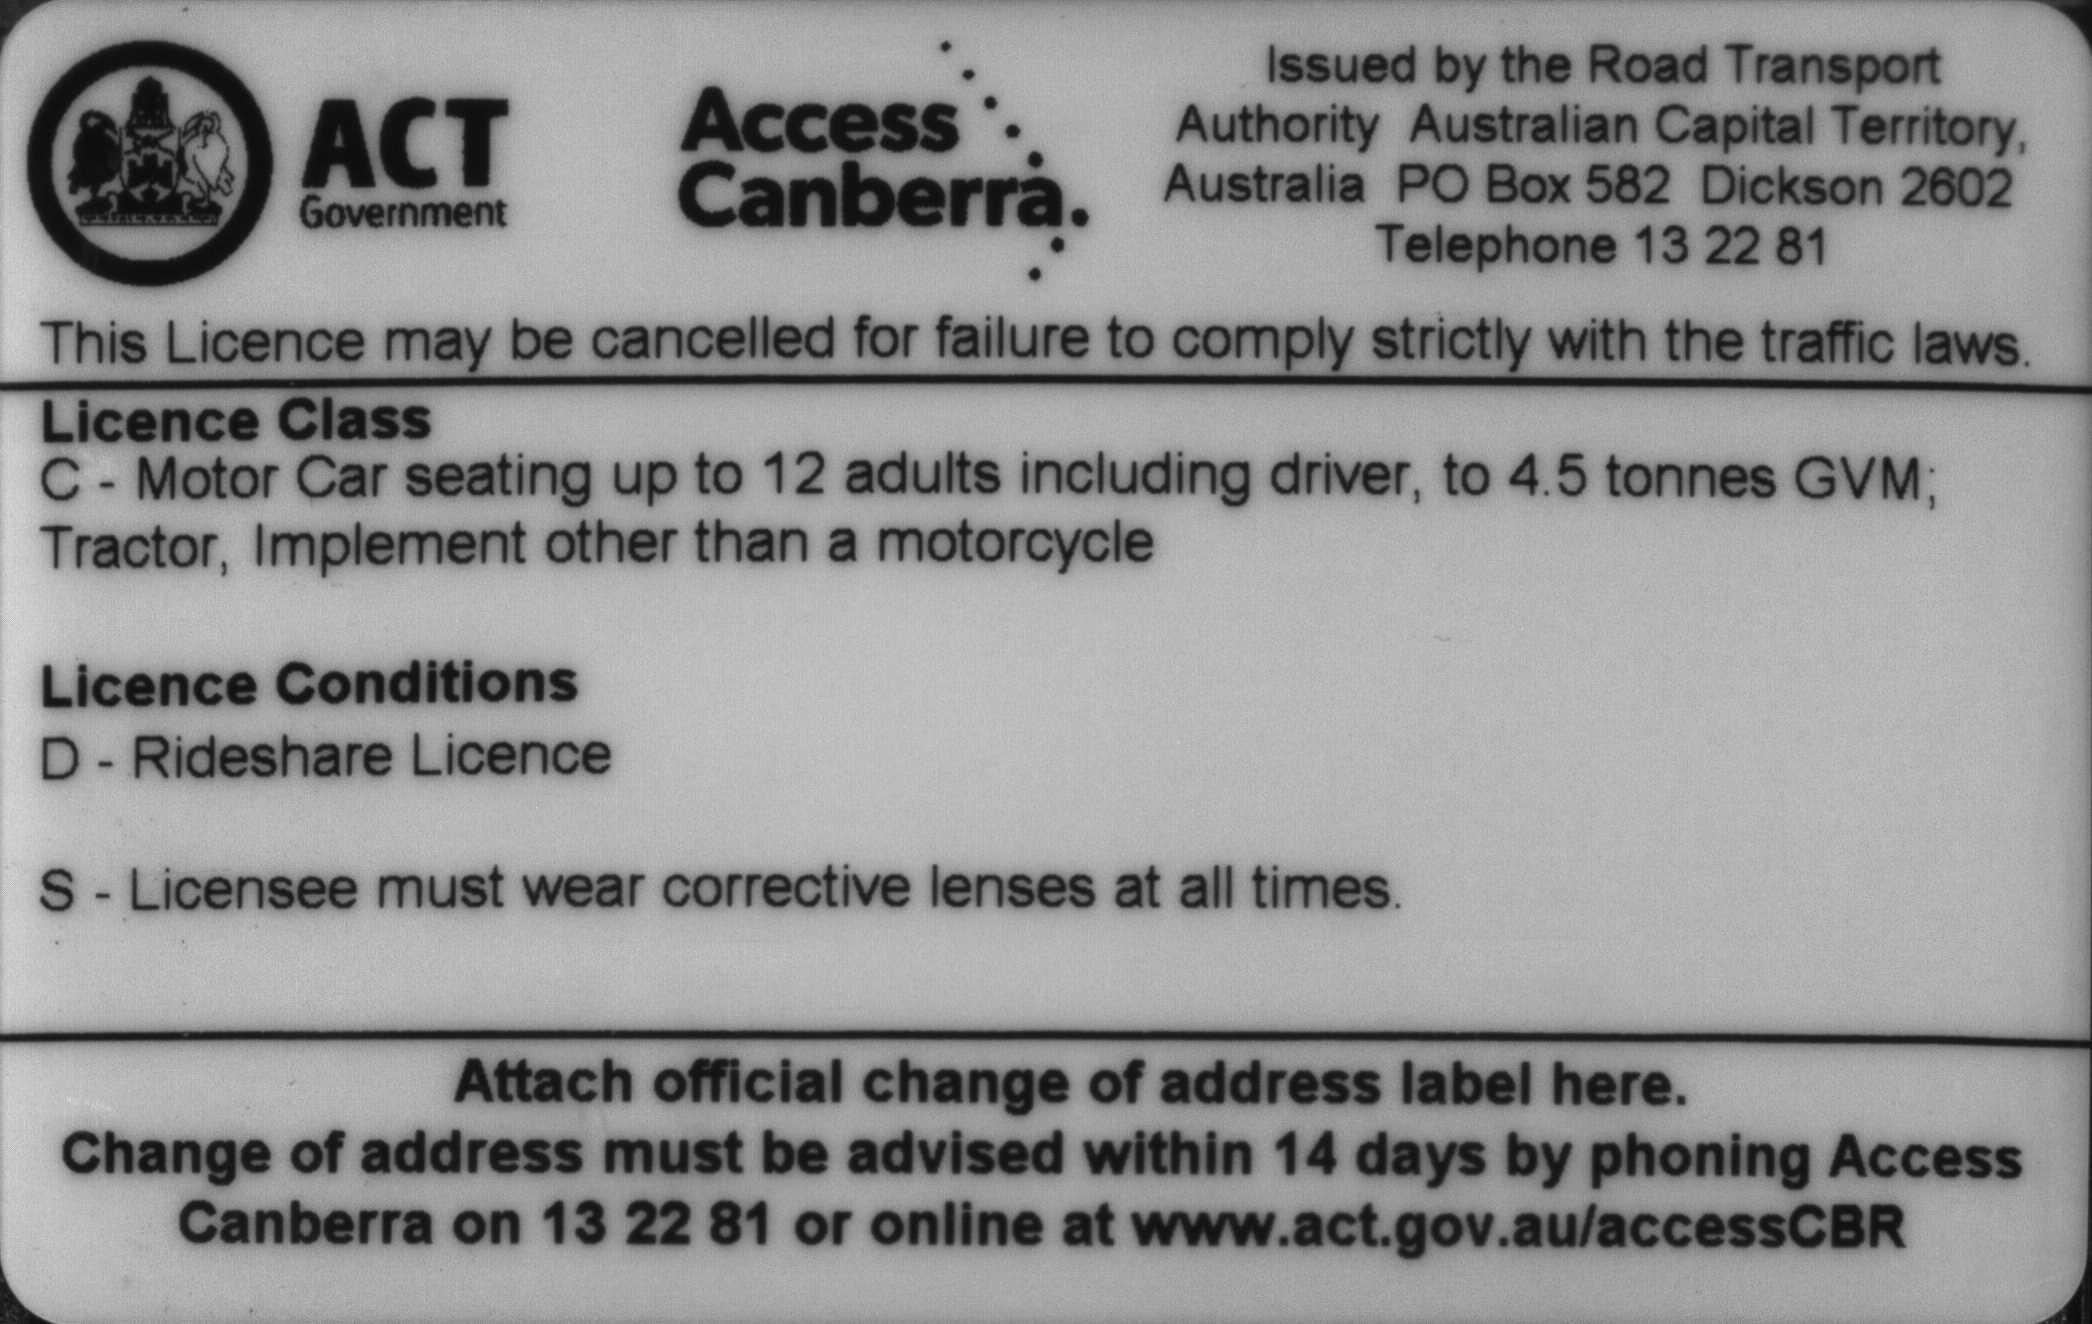 ACT
Government
Access
Canberra.
Issued by the Road Transport
Authority Australian Capital Territory,
Australia PO Box 582 Dickson 2602
Telephone 13 22 81
This Licence may be cancelled for failure to comply strictly with the traffic laws.
Licence Class
C - Motor Car seating up to 12 adults including driver, to 4.5 tonnes GVM;
Tractor, Implement other than a motorcycle
Licence Conditions
D - Rideshare Licence
S - Licensee must wear corrective lenses at all times.
Attach official change of address label here.
Change of address must be advised within 14 days by phoning Access
Canberra on 13 22 81 or online at www.act.gov.au/accessCBR